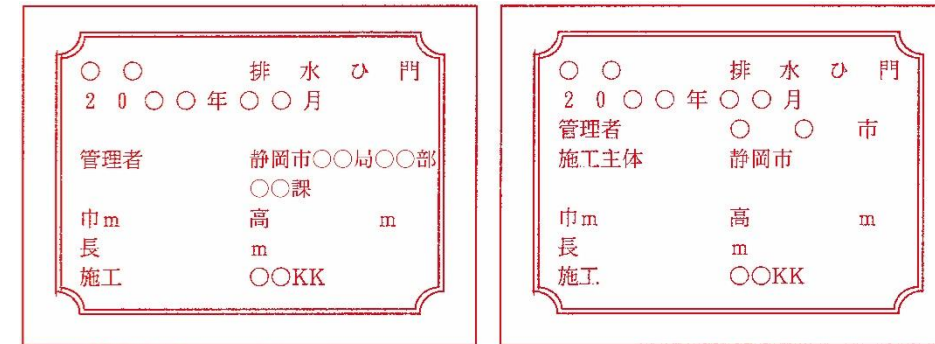 ○ ○ 排 水 ひ 門
2 0 ○ ○ 年 ○ ○ 月
管理者 静岡市○○局○○部
○○課
巾m 高 m
長 m
施工 ○○KK
○ ○ 排 水 ひ 門
2 0 ○ ○ 年 ○ ○ 月
管理者 ○ ○ 市
施工主体 静岡市
巾m 高 m
長 m
施工 ○○KK